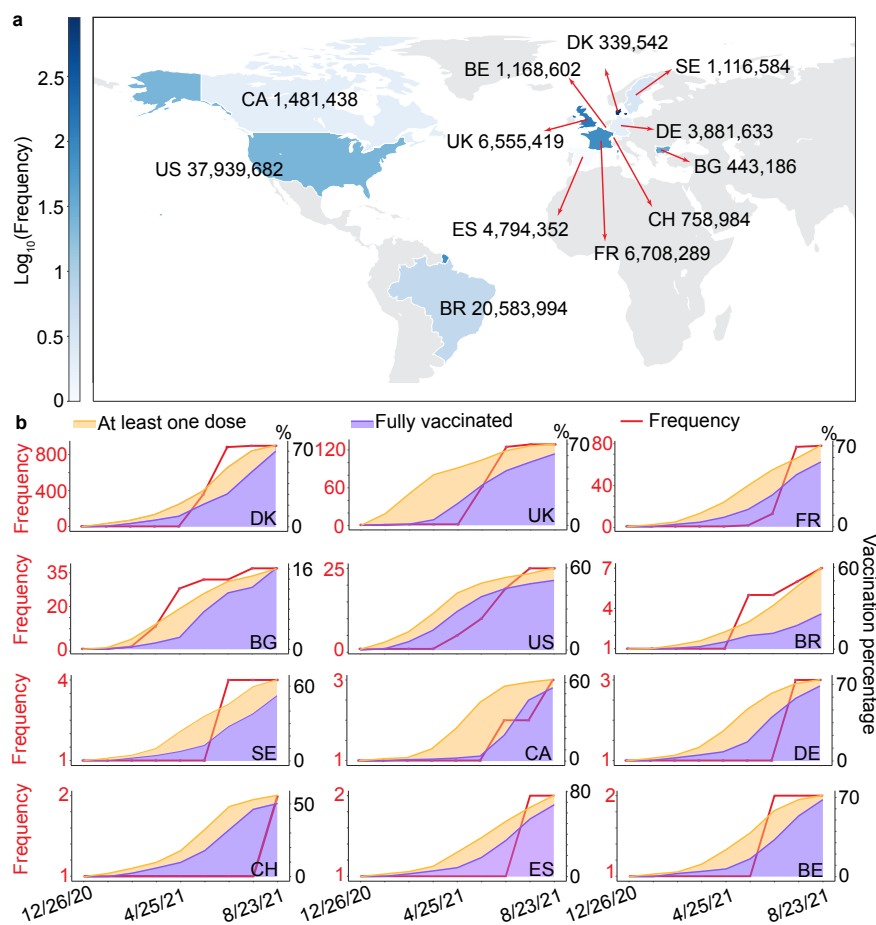 a
Log₁₀(Frequency)
2.5
2
1.5
1
0.5
0
DK 339,542
BE 1,168,602
SE 1,116,584
CA 1,481,438
UK 6,555,419
DE 3,881,633
US 37,939,682
BG 443,186
ES 4,794,352
CH 758,984
FR 6,708,289
BR 20,583,994
b
At least one dose
Fully vaccinated
Frequency
Frequency
800
400
0
DK
%
70
0
120
60
0
UK
%
70
0
80
40
0
FR
%
70
0
Frequency
35
20
0
BG
16
0
25
0
US
60
0
7
4
1
BR
60
0
Vaccination percentage
Frequency
4
1
SE
60
0
3
1
CA
60
0
3
1
DE
70
0
Frequency
2
1
CH
50
0
2
1
ES
80
0
2
1
BE
70
0
12/26/20
4/25/21
8/23/21
12/26/20
4/25/21
8/23/21
12/26/20
4/25/21
8/23/21